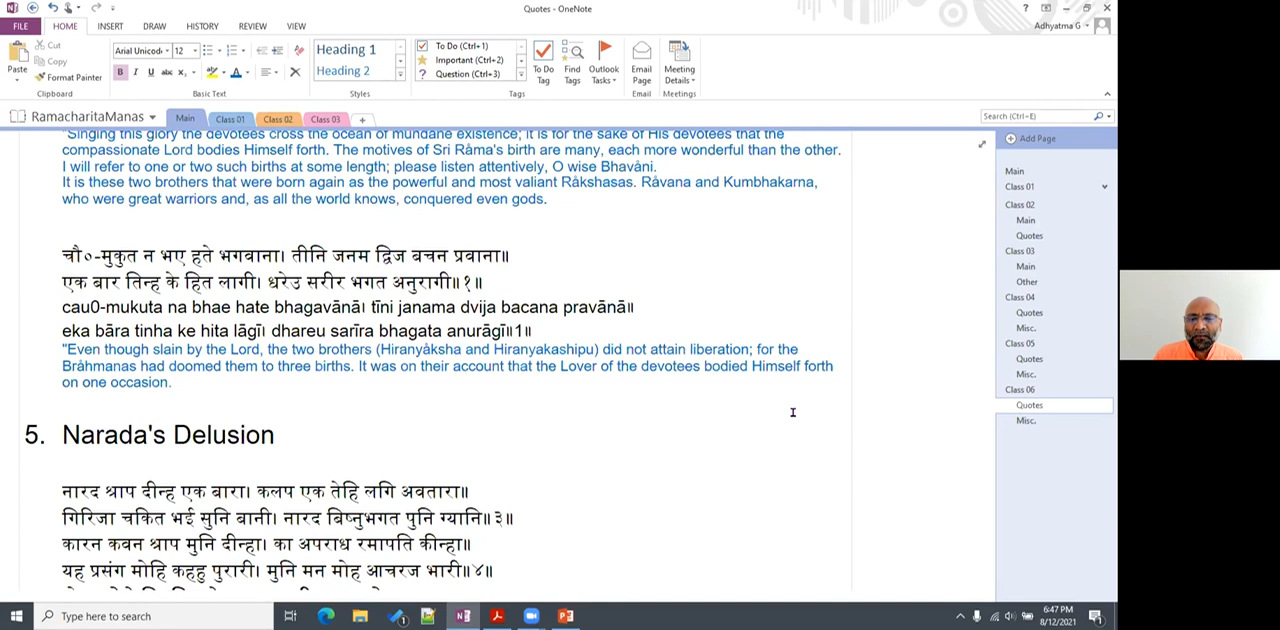 Quotes - OneNote
FILE HOME INSERT DRAW HISTORY REVIEW VIEW
Adhyatma G
Paste
Cut
Copy
Format Painter
Clipboard
Arial Unicod 12
B I U abc X₂
A
Basic Text
Heading 1
Heading 2
Styles
To Do (Ctrl+1)
Important (Ctrl+2)
Question (Ctrl+3)
To Do Tag
Find Tags
Outlook Tasks
Tags
Email Page
Email
Meeting Details
Meetings
RamacharitaManas
Main Class 01 Class 02 Class 03 +
Search (Ctrl+E)
"Singing this glory the devotees cross the ocean of mundane existence; it is for the sake of His devotees that the
compassionate Lord bodies Himself forth. The motives of Sri Råma's birth are many, each more wonderful than the other.
I will refer to one or two such births at some length; please listen attentively, O wise Bhavåni.
It is these two brothers that were born again as the powerful and most valiant Råkshasas. Råvana and Kumbhakarna,
who were great warriors and, as all the world knows, conquered even gods.
चौ०-मुकुत न भए हते भगवाना। तीनि जनम द्विज बचन प्रवाना॥
एक बार तिन्ह के हित लागी। धरेउ सरीर भगत अनुरागी॥१॥
cau0-mukuta na bhae hate bhagavānā। tīni janama dvija bacana pravānā॥
eka bāra tinha ke hita lāgī। dhareu sarīra bhagata anurāgī॥1॥
"Even though slain by the Lord, the two brothers (Hiranyåksha and Hiranyakashipu) did not attain liberation; for the
Bråhmanas had doomed them to three births. It was on their account that the Lover of the devotees bodied Himself forth
on one occasion.
5. Narada's Delusion
नारद श्राप दीन्ह एक बारा। कलप एक तेहि लगि अवतारा॥
गिरिजा चकित भई सुनि बानी। नारद बिष्नुभगत पुनि ग्यानि॥३॥
कारन कवन श्राप मुनि दीन्हा। का अपराध रमापति कीन्हा॥
यह प्रसंग मोहि कहहु पुरारी। मुनि मन मोह आचरज भारी॥४॥
Add Page
Main
Class 01
Class 02
Main
Quotes
Class 03
Main
Other
Class 04
Quotes
Misc.
Class 05
Quotes
Misc.
Class 06
Quotes
Misc.
Type here to search
6:47 PM
8/12/2021